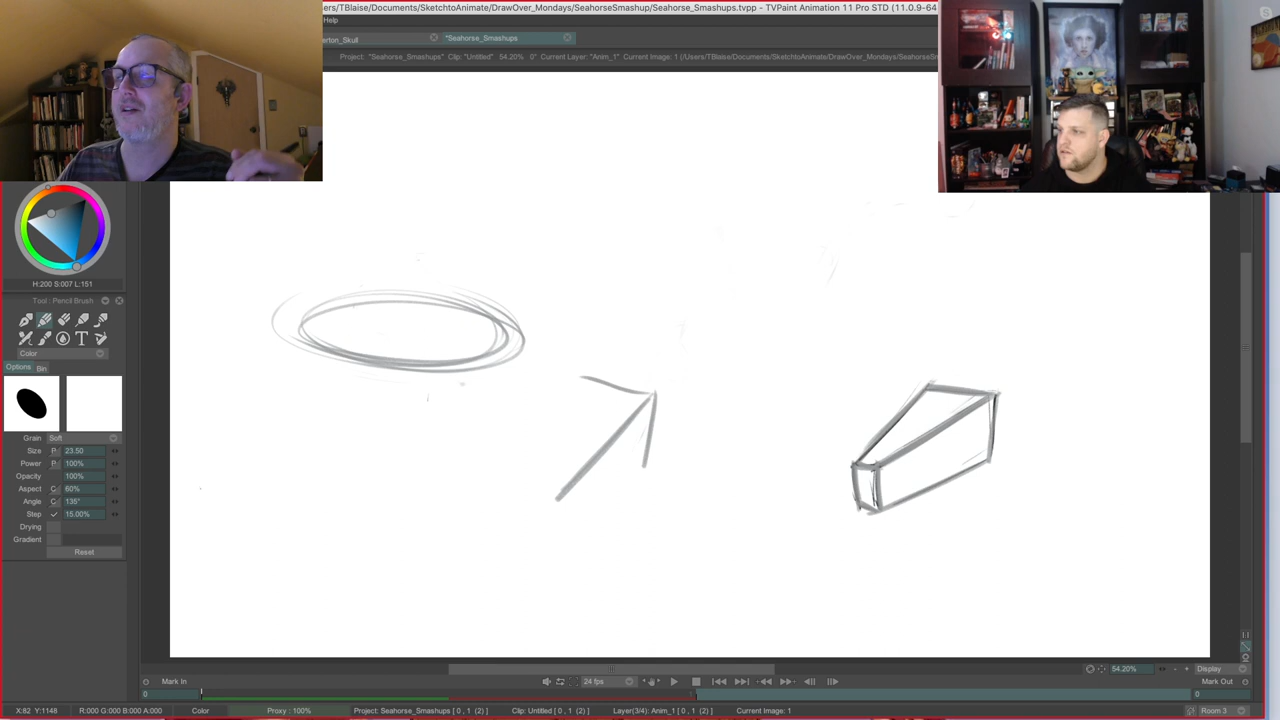 ers/TBlaise/Documents/SketchtoAnimate/DrawOver_Mondays/SeahorseSmashup/Seahorse_Smashups.tvpp - TVPaint Animation 11 Pro STD (11.0.9-64
Help
erton_Skull
*Seahorse_Smashups
Project: "Seahorse_Smashups" Clip: "Untitled" 54.20% 0° Current Layer: "Anim_1" Current Image: 1 (/Users/TBlaise/Documents/SketchtoAnimate/DrawOver_Mondays/SeahorseSm
H:200 S:007 L:151
Tool : Pencil Brush
T
Color
Options Bin
Grain Soft
Size P 23.50
Power P 100%
Opacity 100%
Aspect C 60%
Angle C 135°
Step 15.00%
Drying
Gradient
Reset
54.20% - + Display
Mark In 24 fps Mark Out
0 0
X:82 Y:1148 R:000 G:000 B:000 A:000 Color Proxy : 100% Project: Seahorse_Smashups [ 0 , 1 (2) ] Clip: Untitled [ 0 , 1 (2) ] Layer(3/4): Anim_1 [ 0 , 1 (2) ] Current Image: 1 Room 3